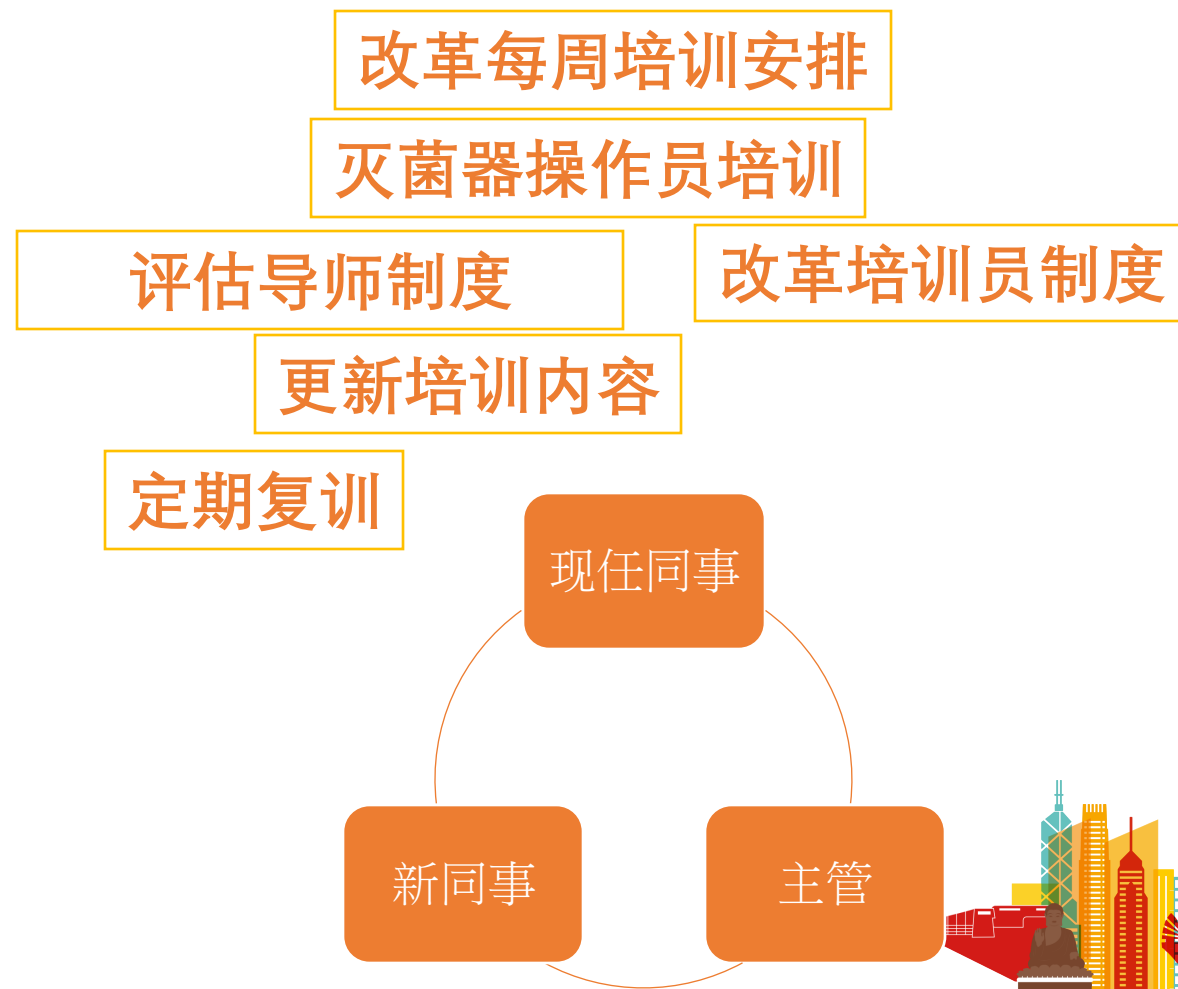 改革每周培训安排
灭菌器操作员培训
评估导师制度
改革培训员制度
更新培训内容
定期复训
现任同事
新同事
主管